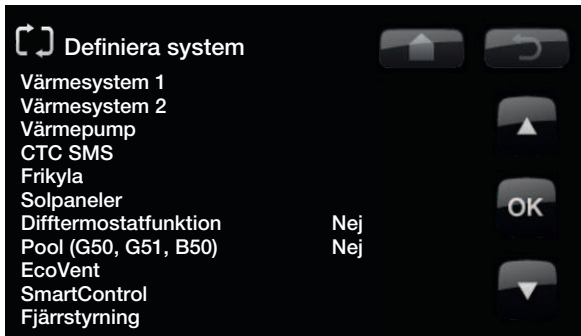 Definiera system
Värmesystem 1
Värmesystem 2
Värmepump
CTC SMS
Frikyla
Solpaneler
Difftermostatfunktion Nej
Pool (G50, G51, B50) Nej
EcoVent
SmartControl
Fjärrstyrning
OK